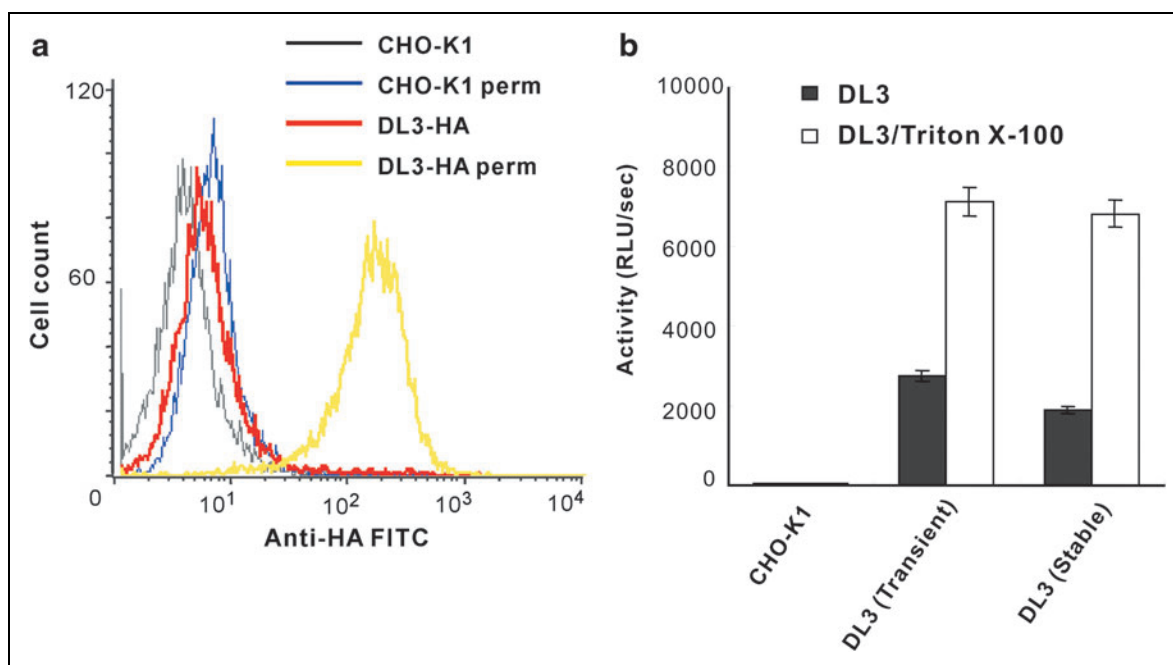 a
CHO-K1
CHO-K1 perm
DL3-HA
DL3-HA perm
120
60
0
10¹
10²
10³
10⁴
Cell count
Anti-HA FITC
b
DL3
DL3/Triton X-100
10000
8000
6000
4000
2000
0
Activity (RLU/sec)
CHO-K1
DL3 (Transient)
DL3 (Stable)